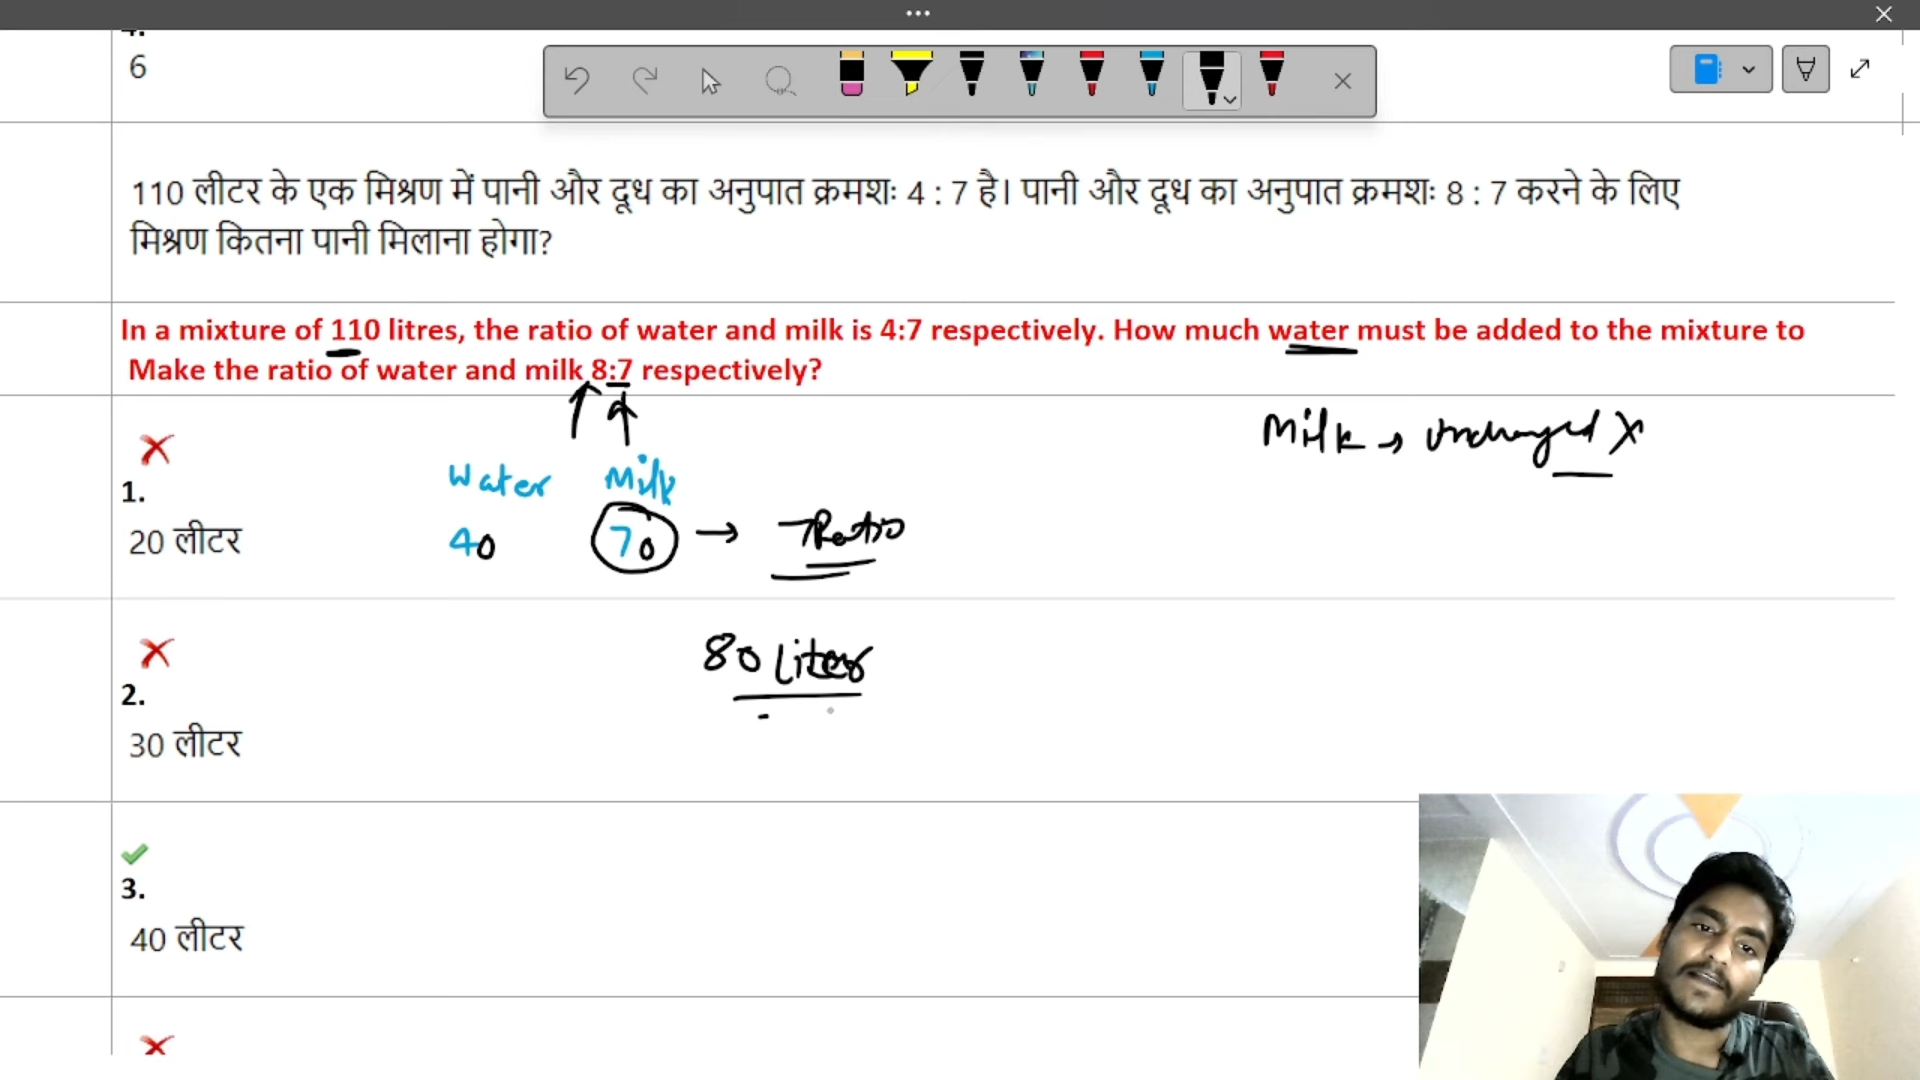 6
110 लीटर के एक मिश्रण में पानी और दूध का अनुपात क्रमशः 4 : 7 है। पानी और दूध का अनुपात क्रमशः 8 : 7 करने के लिए
मिश्रण कितना पानी मिलाना होगा?
In a mixture of 110 litres, the ratio of water and milk is 4:7 respectively. How much water must be added to the mixture to
Make the ratio of water and milk 8:7 respectively?
Milk → Unchanged
Water Milk
1.
20 लीटर
40 70 → 7 Ratio
80 Liter
2.
30 लीटर
3.
40 लीटर